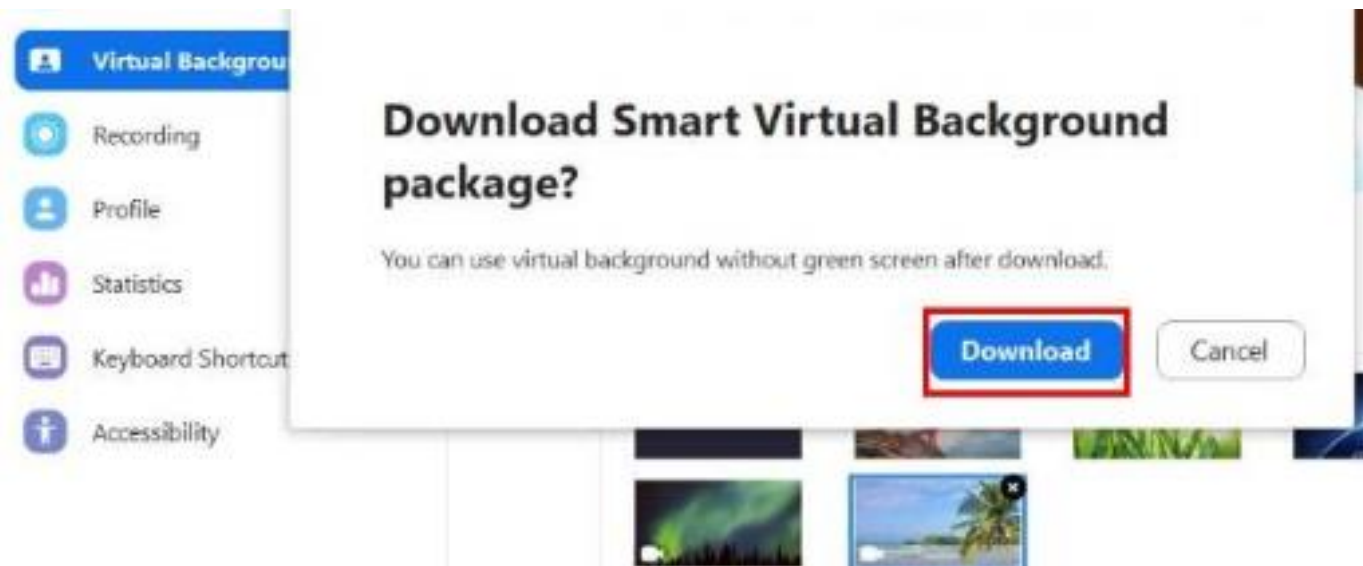 Virtual Backgrou
Recording
Profile
Statistics
Keyboard Shortcut
Accessibility
Download Smart Virtual Background
package?
You can use virtual background without green screen after download.
Download
Cancel